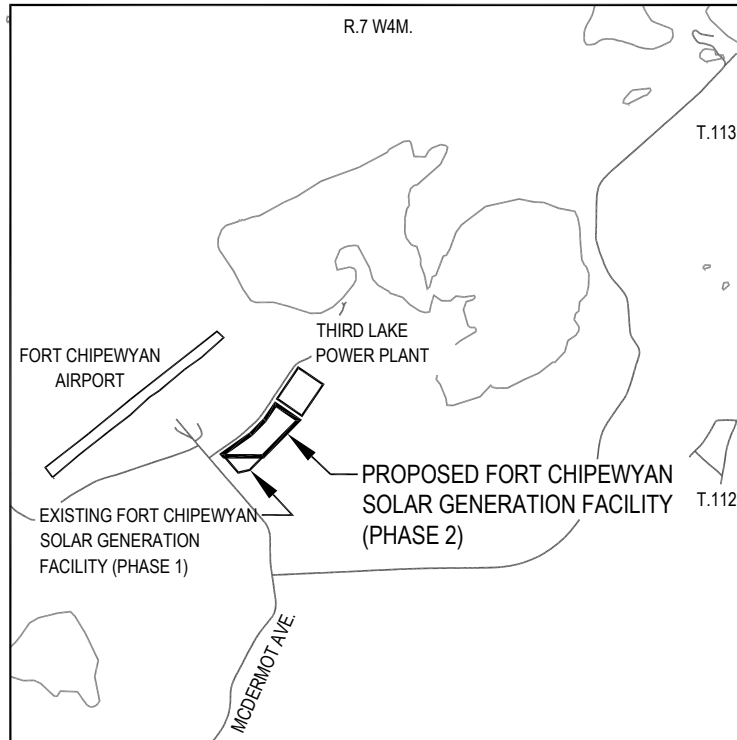 R.7 W4M.
T.113
THIRD LAKE
POWER PLANT
FORT CHIPEWYAN
AIRPORT
PROPOSED FORT CHIPEWYAN
SOLAR GENERATION FACILITY
(PHASE 2)
T.112
EXISTING FORT CHIPEWYAN
SOLAR GENERATION
FACILITY (PHASE 1)
MCDERMOT AVE.